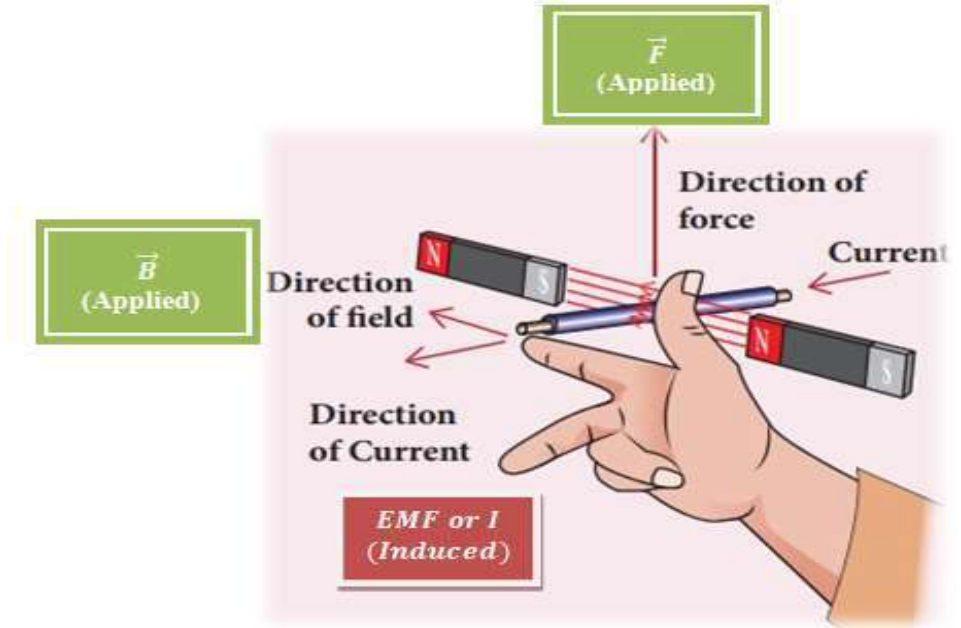 F⃗
(Applied)
Direction of
force
Current
B⃗
(Applied)
N
S
Direction
of field
N
S
Direction
of Current
EMF or I
(Induced)